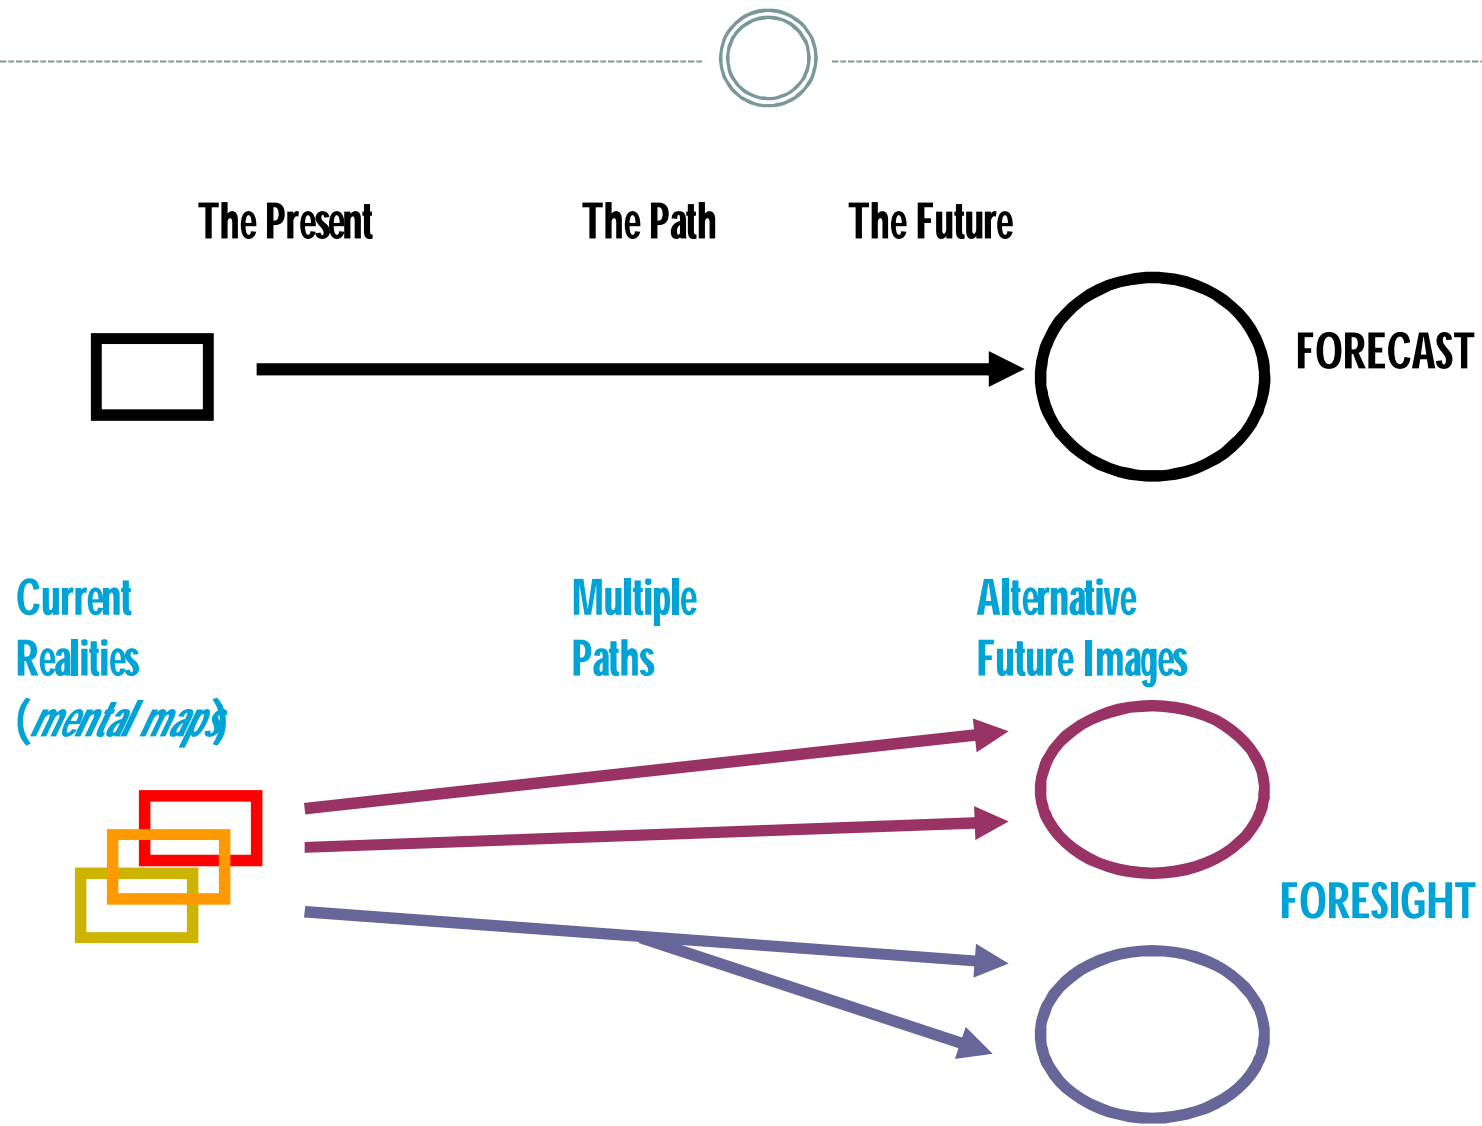 The Present The Path The Future
FORECAST
Current
Realities
(mental maps)
Multiple
Paths
Alternative
Future Images
FORESIGHT